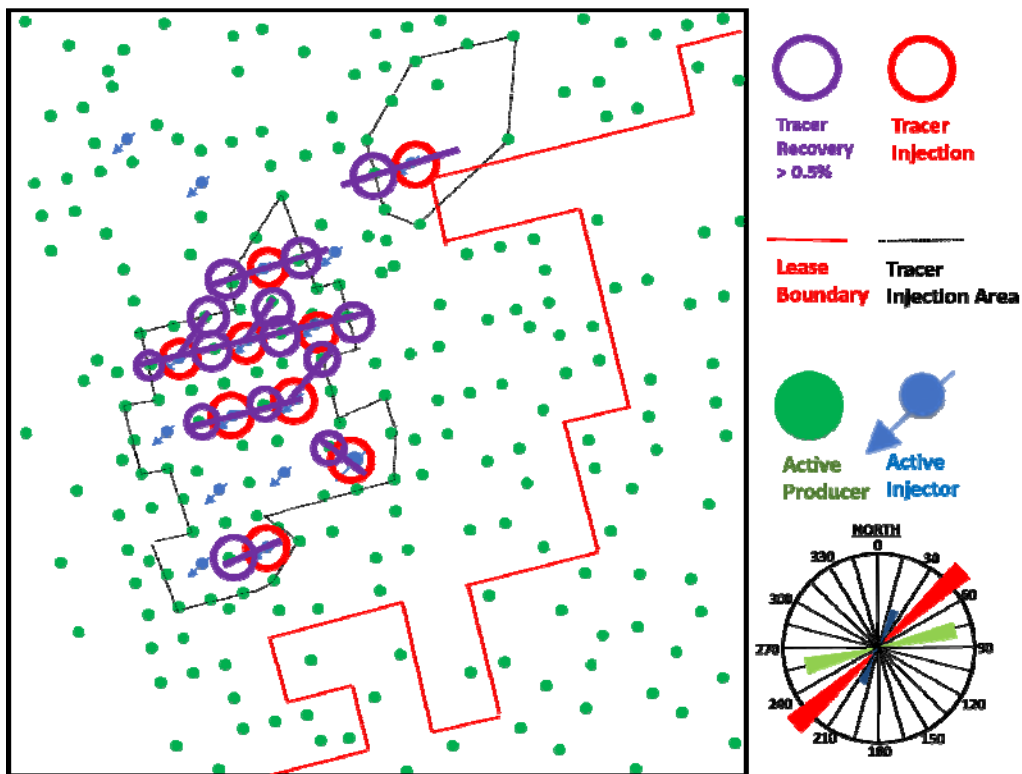 Tracer
Recovery
> 0.5%
Tracer
Injection
Lease
Boundary
Tracer
Injection Area
Active
Producer
Active
Injector
NORTH
0
30
60
90
120
150
180
210
240
270
300
330